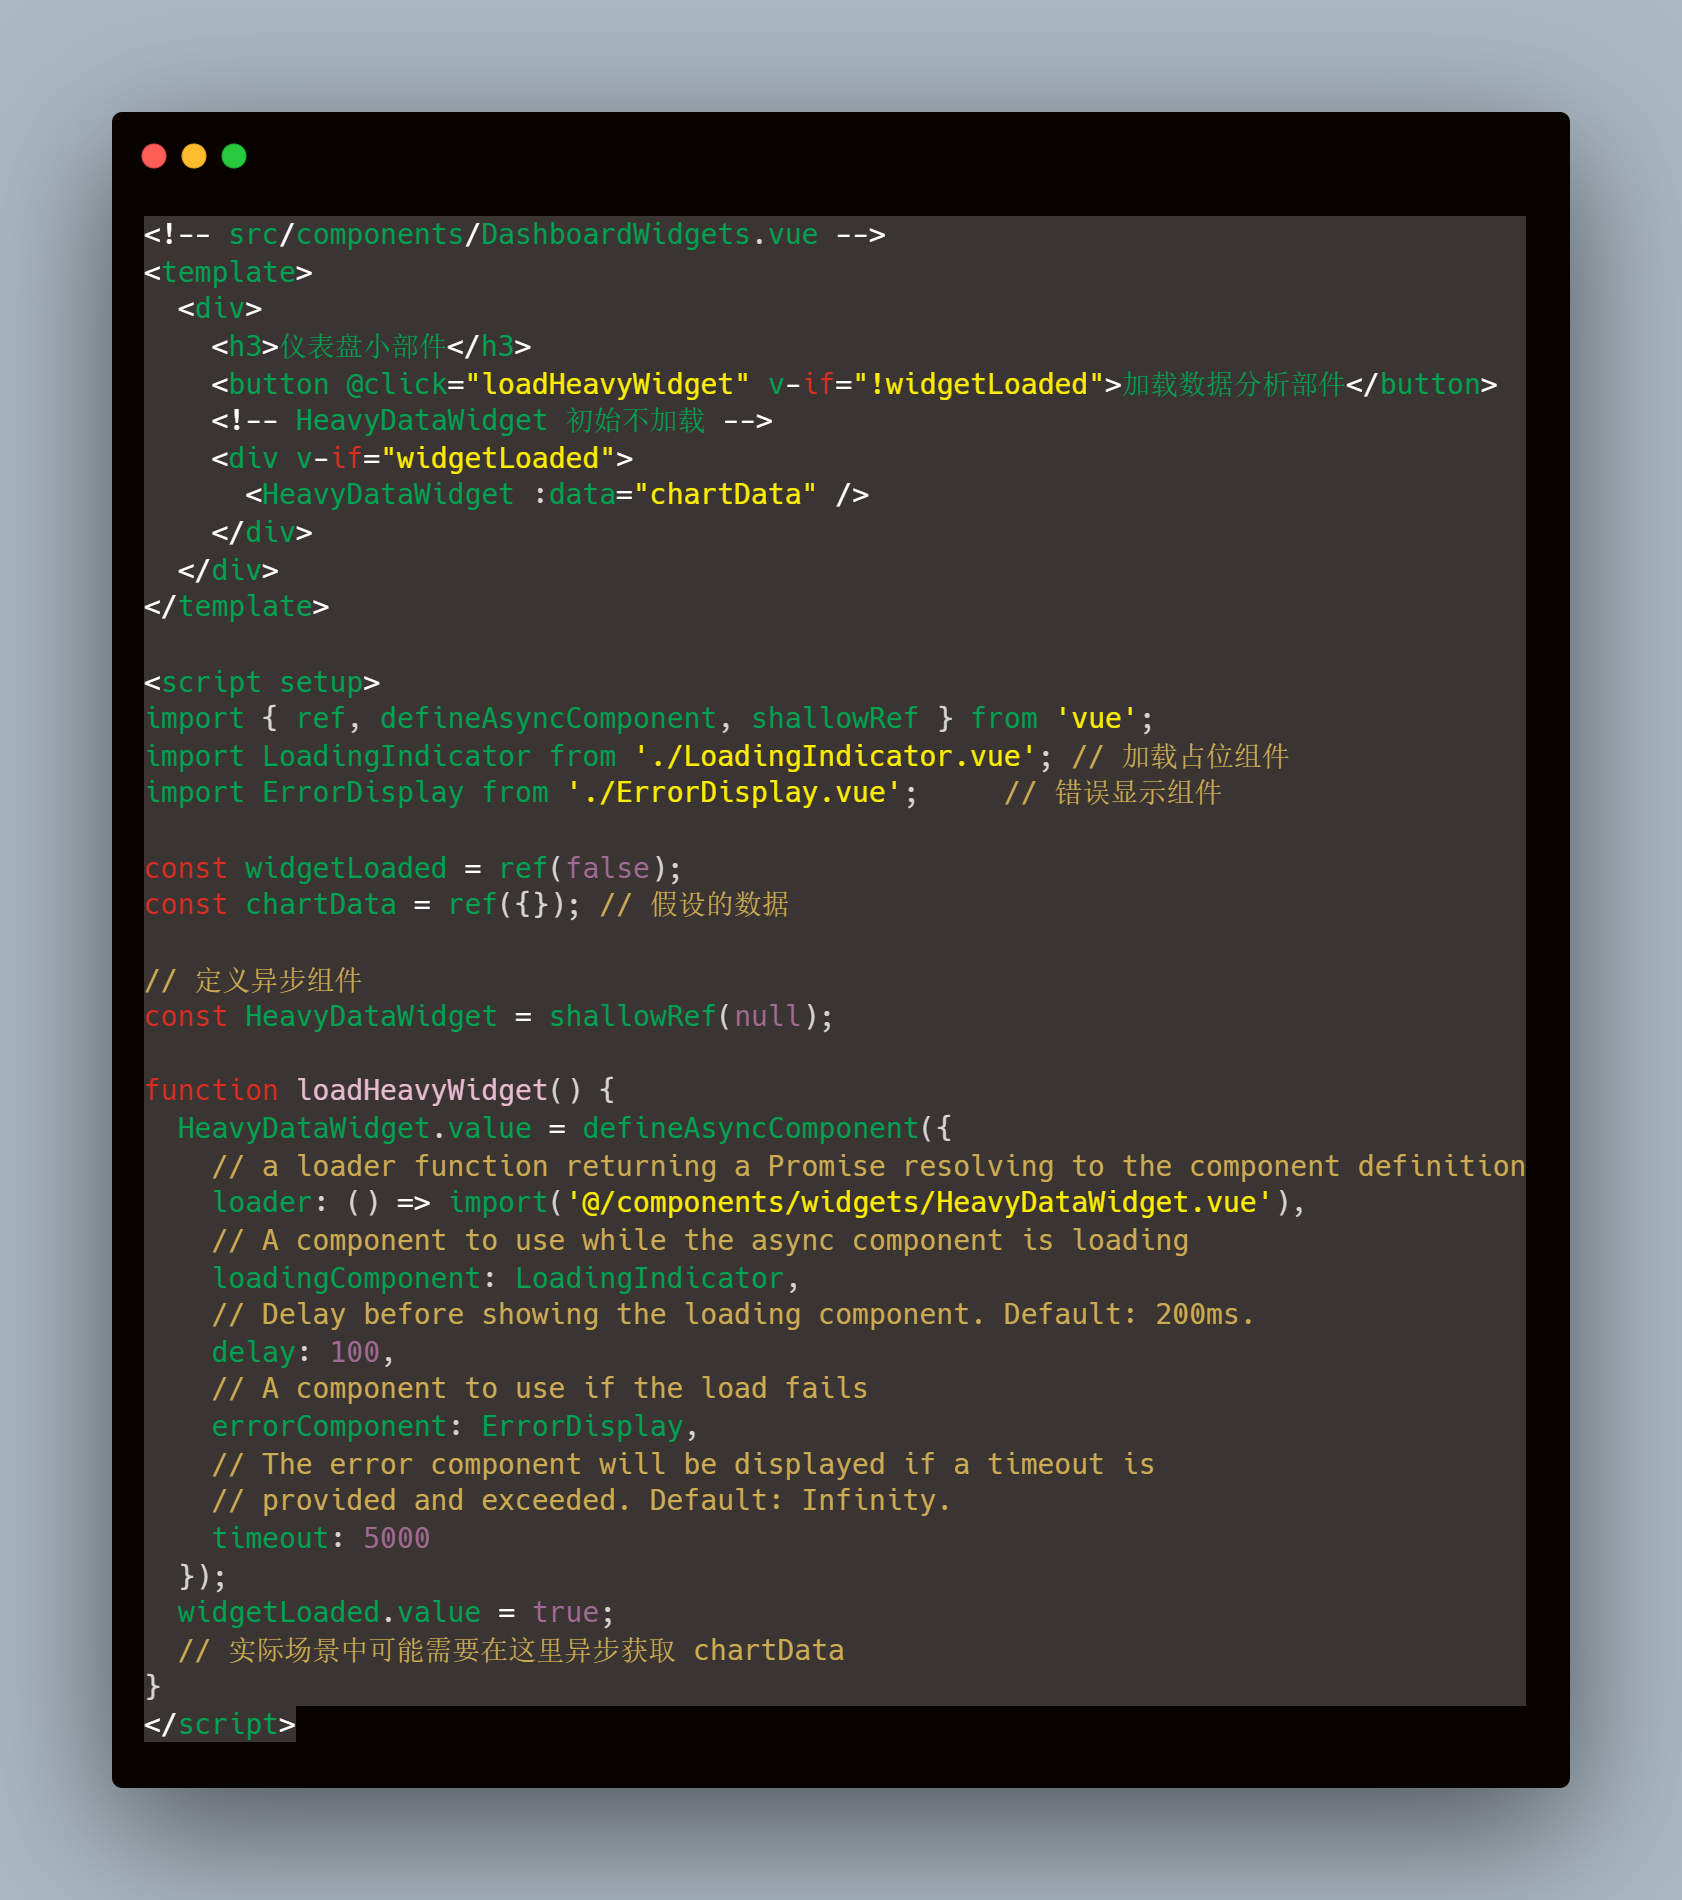 <!-- src/components/DashboardWidgets.vue -->
<template>
  <div>
    <h3>仪表盘小部件</h3>
    <button @click="loadHeavyWidget" v-if="!widgetLoaded">加载数据分析部件</button>
    <!-- HeavyDataWidget 初始不加载 -->
    <div v-if="widgetLoaded">
      <HeavyDataWidget :data="chartData" />
    </div>
  </div>
</template>

<script setup>
import { ref, defineAsyncComponent, shallowRef } from 'vue';
import LoadingIndicator from './LoadingIndicator.vue'; // 加载占位组件
import ErrorDisplay from './ErrorDisplay.vue';     // 错误显示组件

const widgetLoaded = ref(false);
const chartData = ref({}); // 假设的数据

// 定义异步组件
const HeavyDataWidget = shallowRef(null);

function loadHeavyWidget() {
  HeavyDataWidget.value = defineAsyncComponent({
    // a loader function returning a Promise resolving to the component definition
    loader: () => import('@/components/widgets/HeavyDataWidget.vue'),
    // A component to use while the async component is loading
    loadingComponent: LoadingIndicator,
    // Delay before showing the loading component. Default: 200ms.
    delay: 100,
    // A component to use if the load fails
    errorComponent: ErrorDisplay,
    // The error component will be displayed if a timeout is
    // provided and exceeded. Default: Infinity.
    timeout: 5000
  });
  widgetLoaded.value = true;
  // 实际场景中可能需要在这里异步获取 chartData
}
</script>